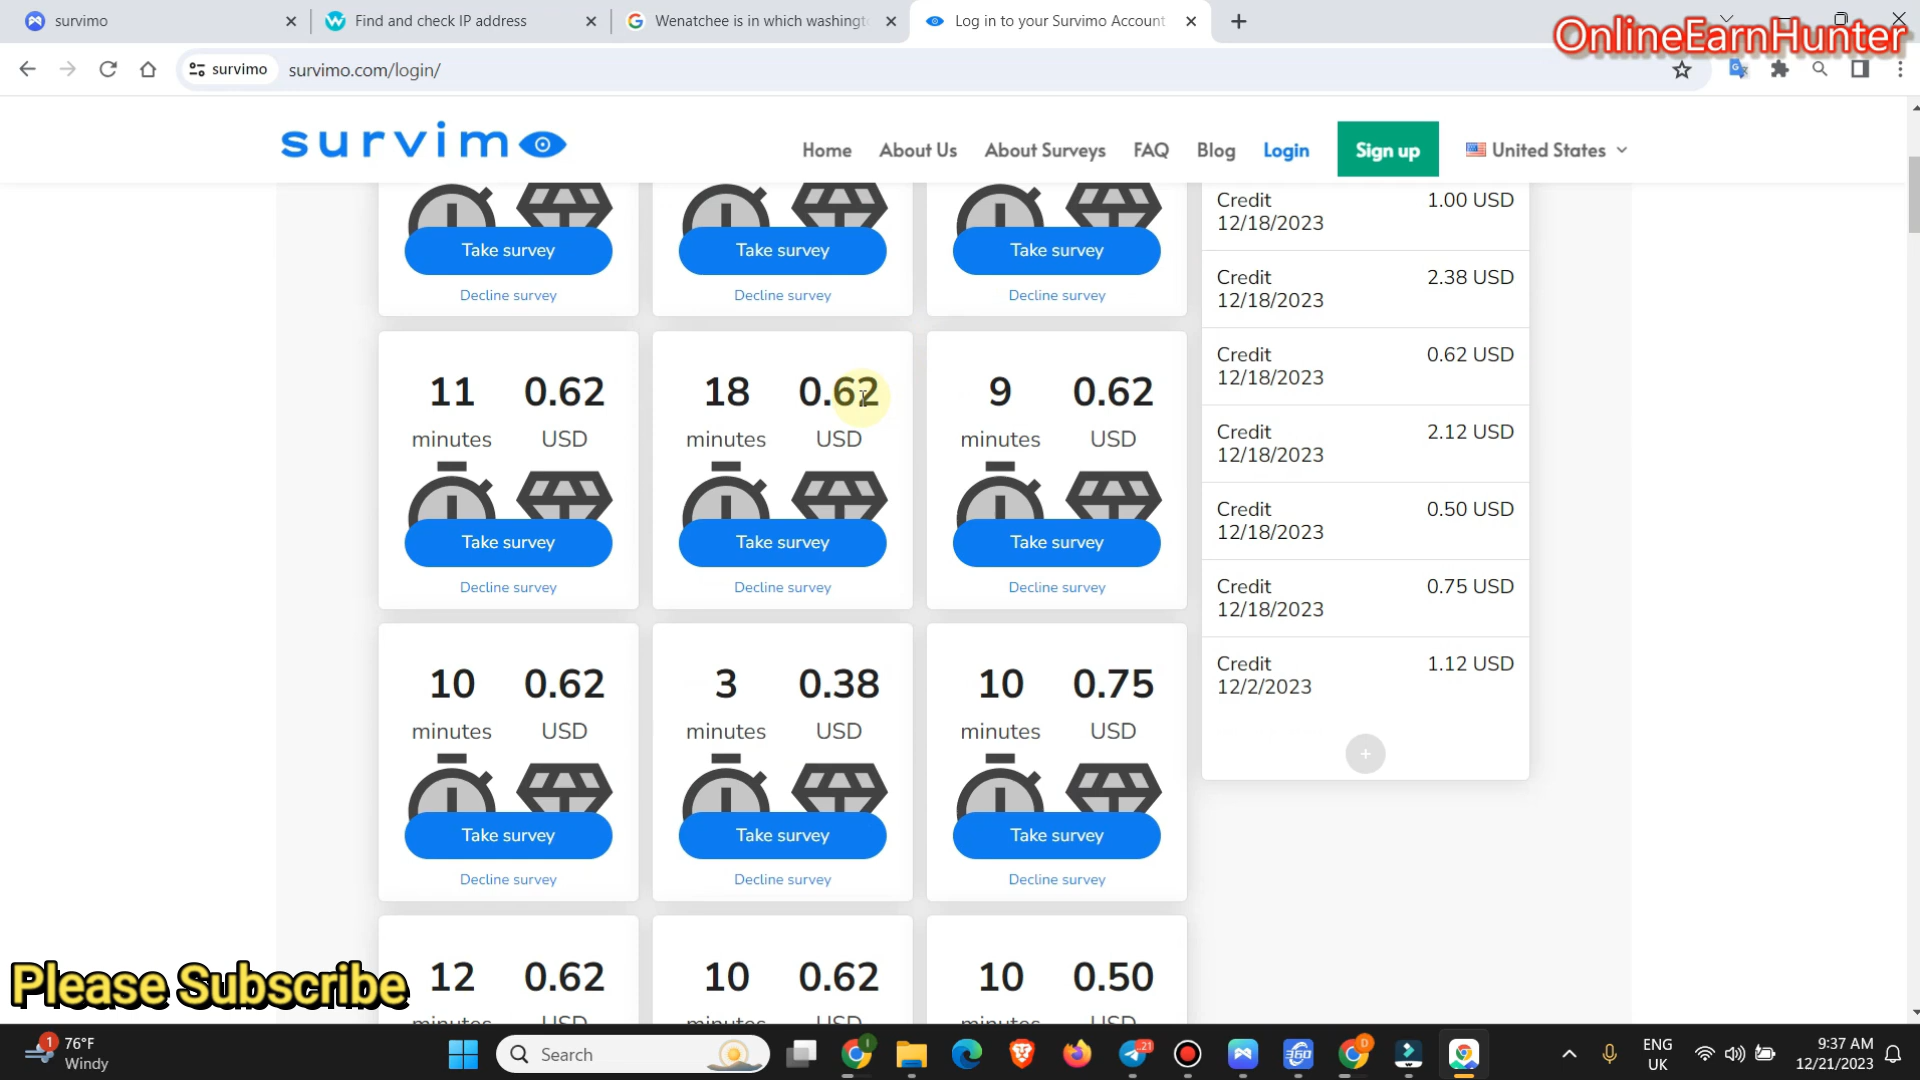 survimo
Find and check IP address
Wenatchee is in which washingt
Log in to your Survimo Account
OnlineEarnHunter
survimo
survimo.com/login/
survimo
Home
About Us
About Surveys
FAQ
Blog
Login
Sign up
United States
Take survey
Take survey
Take survey
Decline survey
Decline survey
Decline survey
Credit 1.00 USD
12/18/2023
Credit 2.38 USD
12/18/2023
Credit 0.62 USD
12/18/2023
Credit 2.12 USD
12/18/2023
Credit 0.50 USD
12/18/2023
Credit 0.75 USD
12/18/2023
Credit 1.12 USD
12/2/2023
+
11 0.62
minutes USD
Take survey
Decline survey
18 0.62
minutes USD
Take survey
Decline survey
9 0.62
minutes USD
Take survey
Decline survey
10 0.62
minutes USD
Take survey
Decline survey
3 0.38
minutes USD
Take survey
Decline survey
10 0.75
minutes USD
Take survey
Decline survey
12 0.62
minutes USD
10 0.62
minutes USD
10 0.50
minutes USD
Please Subscribe
1
76°F
Windy
Search
21
ENG
UK
9:37 AM
12/21/2023